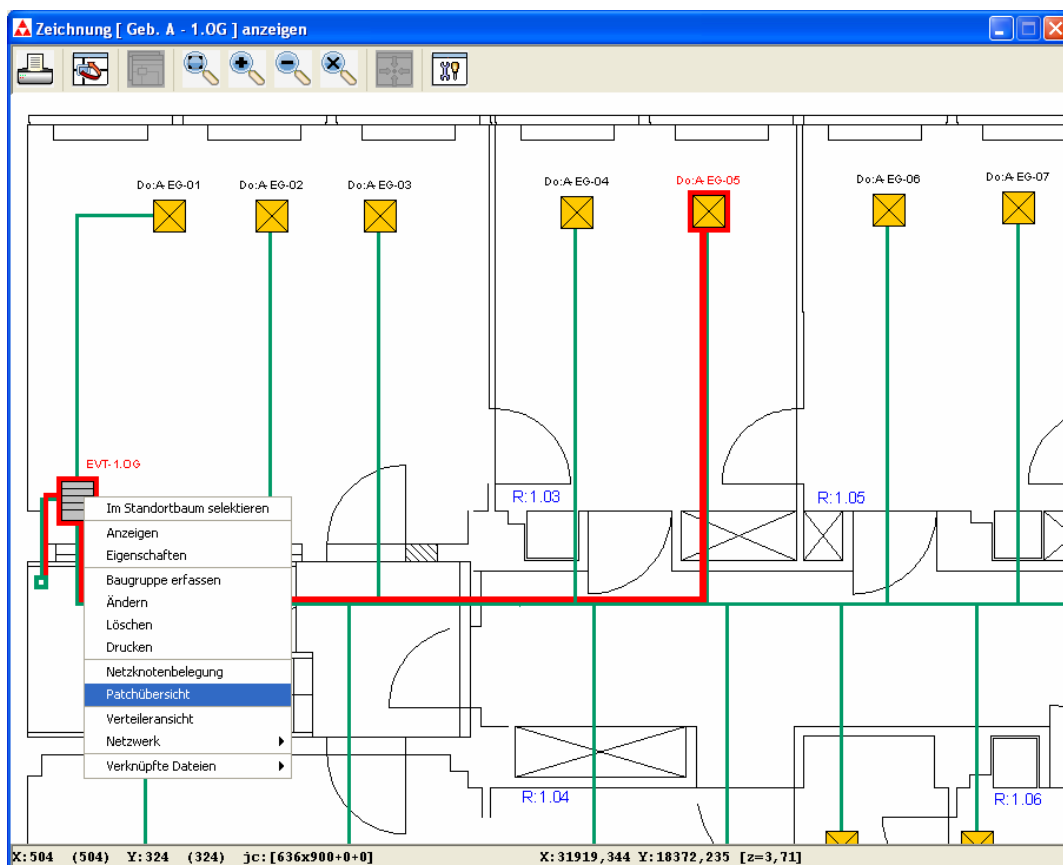 Zeichnung [ Geb. A - 1.OG ] anzeigen
Do:A EG-01
Do:A EG-02
Do:A EG-03
Do:A EG-04
Do:A EG-05
Do:A EG-06
Do:A EG-07
EVT-1.OG
R:1.03
R:1.05
Im Standortbaum selektieren
Anzeigen
Eigenschaften
Baugruppe erfassen
Ändern
Löschen
Drucken
Netzknotenbelegung
Patchübersicht
Verteileransicht
Netzwerk
Verknüpfte Dateien
R:1.04
R:1.06
X:504 (504) Y:324 (324) jc:[636x900+0+0] X:31919,344 Y:18372,235 [z=3,71]